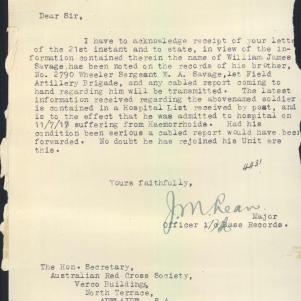 Dear Sir,
I have to acknowledge receipt of your lette
of the 21st instant and to state, in view of the in-
formation contained therein the name of William James
Savage has been noted on the records of his brother,
No. 2790 Wheeler Sergeant W. A. Savage, 1st Field
Artillery Brigade, and any cabled report coming to
hand regarding him will be transmitted. The latest
information received regarding the abovenamed soldier
is contained in a Hospital List received by post, and
is to the effect that he was admitted to hospital on
11/7/17 suffering from Haemorrhoids. Had his
condition been serious a cabled report would have been
forwarded. No doubt he has rejoined his Unit are
this.
Yours faithfully,
J.M. Lean.
Major
Officer i/c Base Records.
The Hon. Secretary,
Australian Red Cross Society,
Verco Buildings,
North Terrace,
ADELAIDE. S.A.